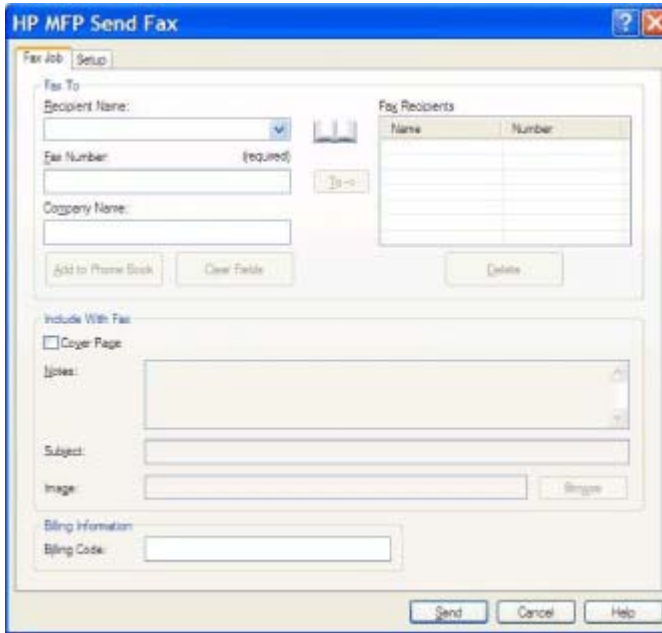 HP MFP Send Fax
Fax Job Setup
Fax To
Recipient Name:
Fax Recipients
Name Number
Fax Number (required)
To ->
Company Name:
Add to Phone Book Clear Fields Delete
Include With Fax
Cover Page
Notes:
Subject:
Image: Browse
Billing Information
Billing Code:
Send Cancel Help